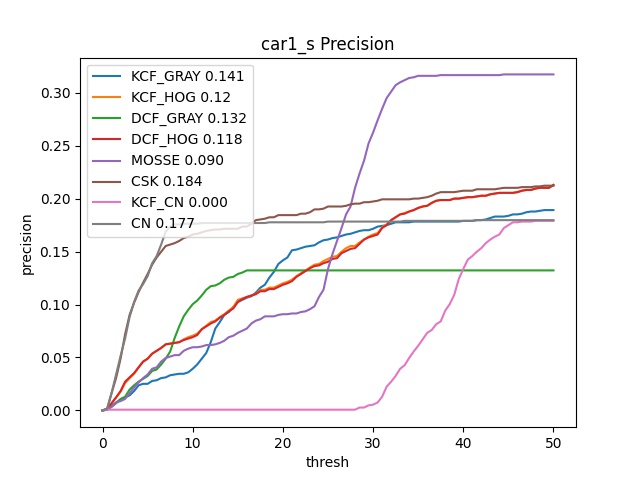 car1_s Precision
KCF_GRAY 0.141
KCF_HOG 0.12
DCF_GRAY 0.132
DCF_HOG 0.118
MOSSE 0.090
CSK 0.184
KCF_CN 0.000
CN 0.177
precision
0.30
0.25
0.20
0.15
0.10
0.05
0.00
0 10 20 30 40 50
thresh